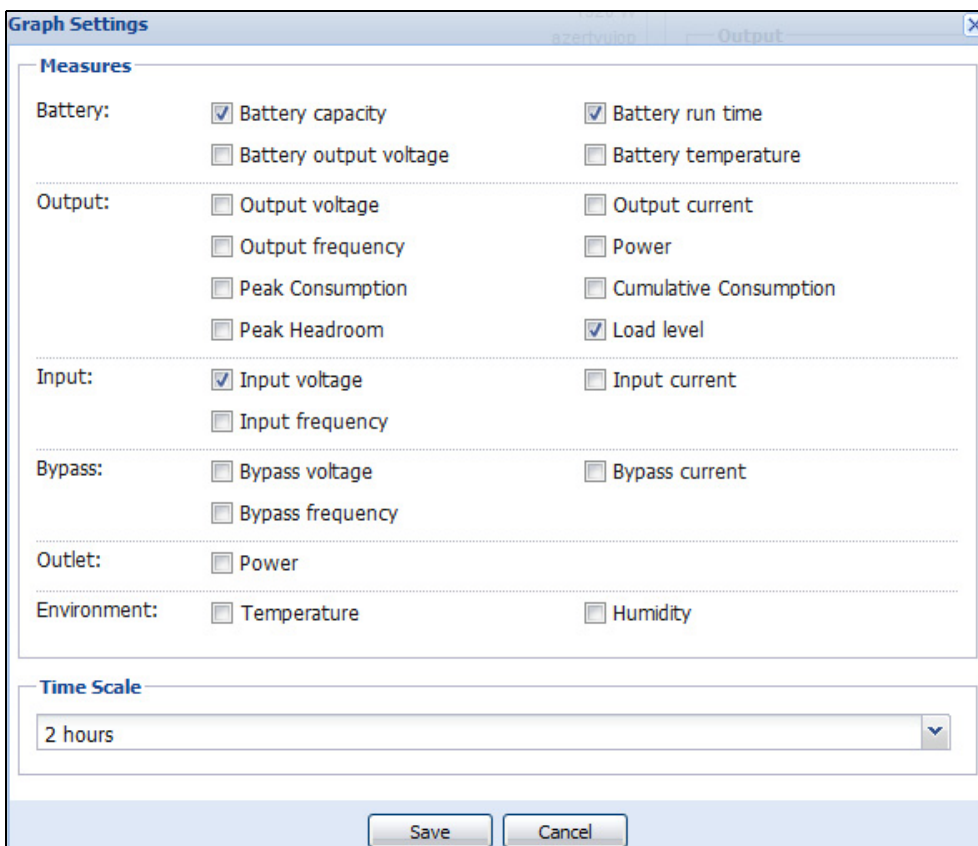 Graph Settings
azertyuiop Output
Measures
Battery: Battery capacity Battery run time
Battery output voltage Battery temperature
Output: Output voltage Output current
Output frequency Power
Peak Consumption Cumulative Consumption
Peak Headroom Load level
Input: Input voltage Input current
Input frequency
Bypass: Bypass voltage Bypass current
Bypass frequency
Outlet: Power
Environment: Temperature Humidity
Time Scale
2 hours
Save Cancel